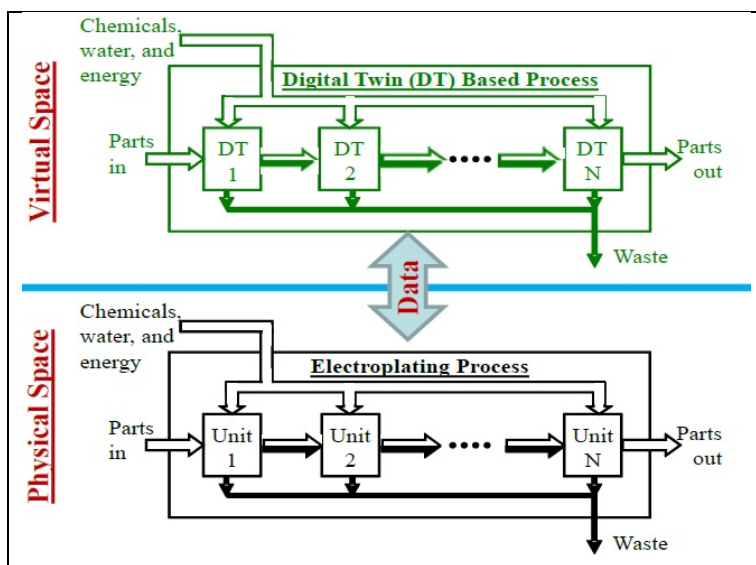 Chemicals,
water, and
energy
Digital Twin (DT) Based Process
Virtual Space
Parts
in
DT
1
DT
2
DT
N
Parts
out
Waste
Data
Chemicals,
water, and
energy
Electroplating Process
Physical Space
Parts
in
Unit
1
Unit
2
Unit
N
Parts
out
Waste